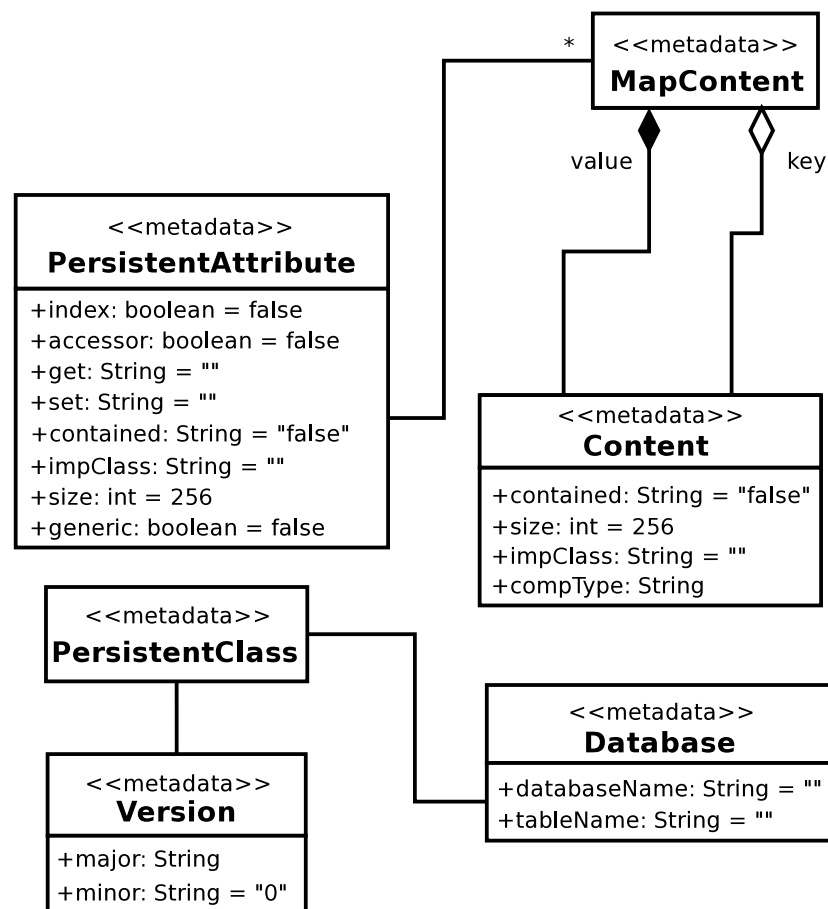 *
<<metadata>>
MapContent
value
key
<<metadata>>
PersistentAttribute
+index: boolean = false
+accessor: boolean = false
+get: String = ""
+set: String = ""
+contained: String = "false"
+impClass: String = ""
+size: int = 256
+generic: boolean = false
<<metadata>>
Content
+contained: String = "false"
+size: int = 256
+impClass: String = ""
+compType: String
<<metadata>>
PersistentClass
<<metadata>>
Database
+databaseName: String = ""
+tableName: String = ""
<<metadata>>
Version
+major: String
+minor: String = "0"